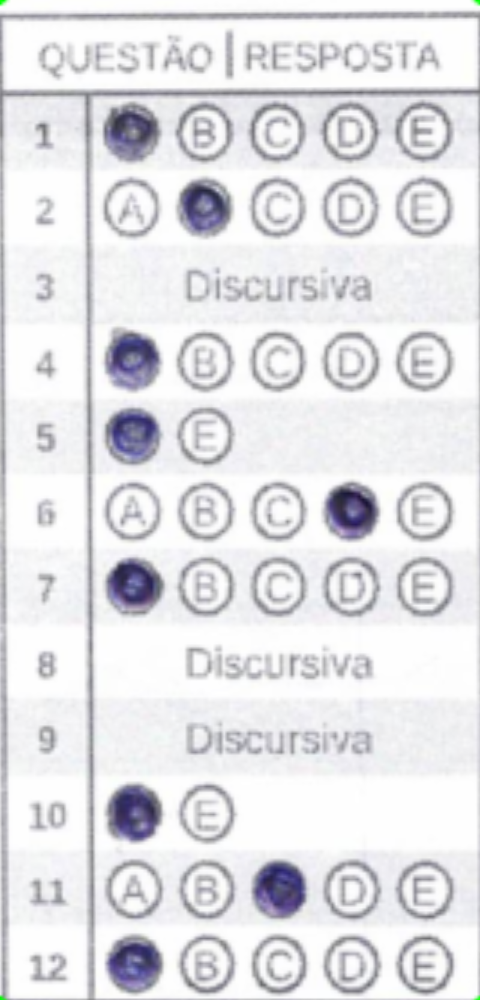 QUESTÃO | RESPOSTA
1 B C D E
2 A C D E
3 Discursiva
4 B C D E
5 E
6 A B C E
7 B C D E
8 Discursiva
9 Discursiva
10 E
11 A B D E
12 B C D E